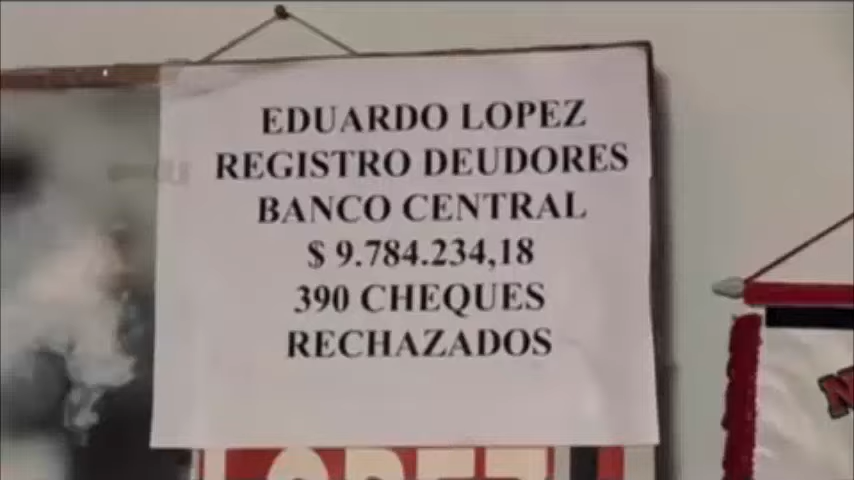 EDUARDO LOPEZ
REGISTRO DEUDORES
BANCO CENTRAL
$ 9.784.234,18
390 CHEQUES
RECHAZADOS